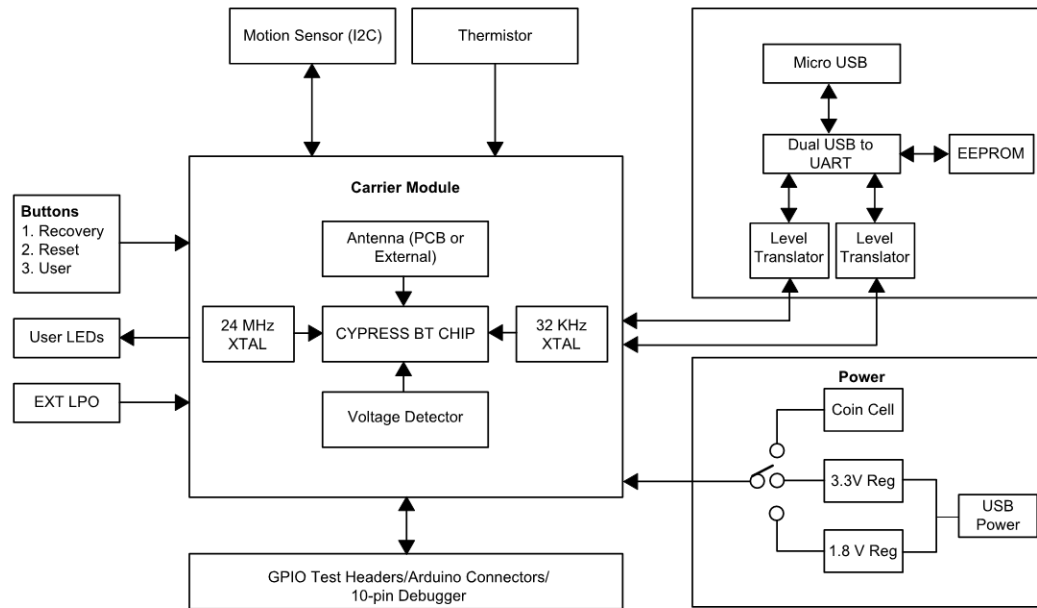 Motion Sensor (I2C)
Thermistor
Micro USB
Dual USB to
UART
EEPROM
Level
Translator
Level
Translator
Carrier Module
Buttons
1. Recovery
2. Reset
3. User
Antenna (PCB or
External)
24 MHz
XTAL
CYPRESS BT CHIP
32 KHz
XTAL
User LEDs
EXT LPO
Voltage Detector
Power
Coin Cell
3.3V Reg
USB
Power
1.8 V Reg
GPIO Test Headers/Arduino Connectors/
10-pin Debugger